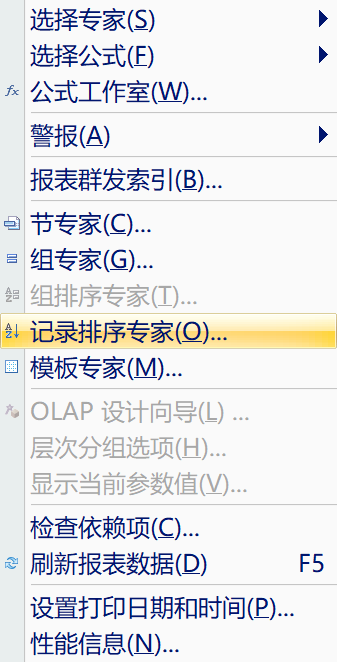 选择专家(S)
选择公式(F)
公式工作室(W)...
警报(A)
报表群发索引(B)...
节专家(C)...
组专家(G)...
组排序专家(T)...
记录排序专家(O)...
模板专家(M)...
OLAP 设计向导(L) ...
层次分组选项(H)...
显示当前参数值(V)...
检查依赖项(C)...
刷新报表数据(D) F5
设置打印日期和时间(P)...
性能信息(N)...